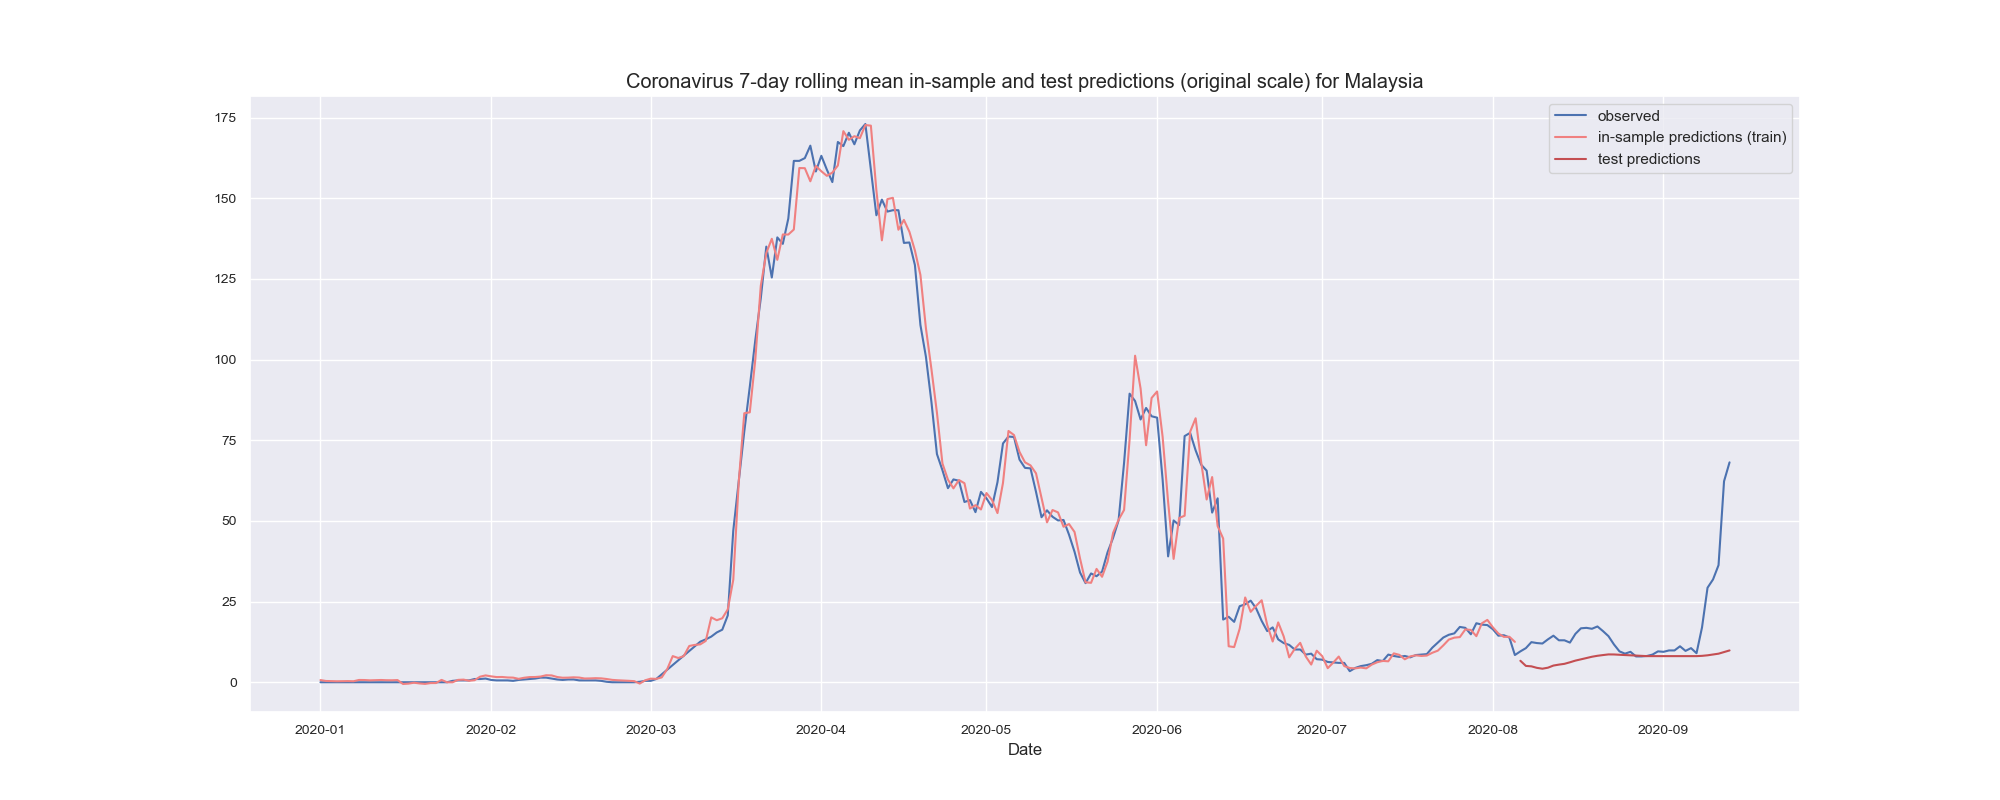 Coronavirus 7-day rolling mean in-sample and test predictions (original scale) for Malaysia
observed
in-sample predictions (train)
test predictions
175
150
125
100
75
50
25
0
2020-01 2020-02 2020-03 2020-04 2020-05 2020-06 2020-07 2020-08 2020-09
Date